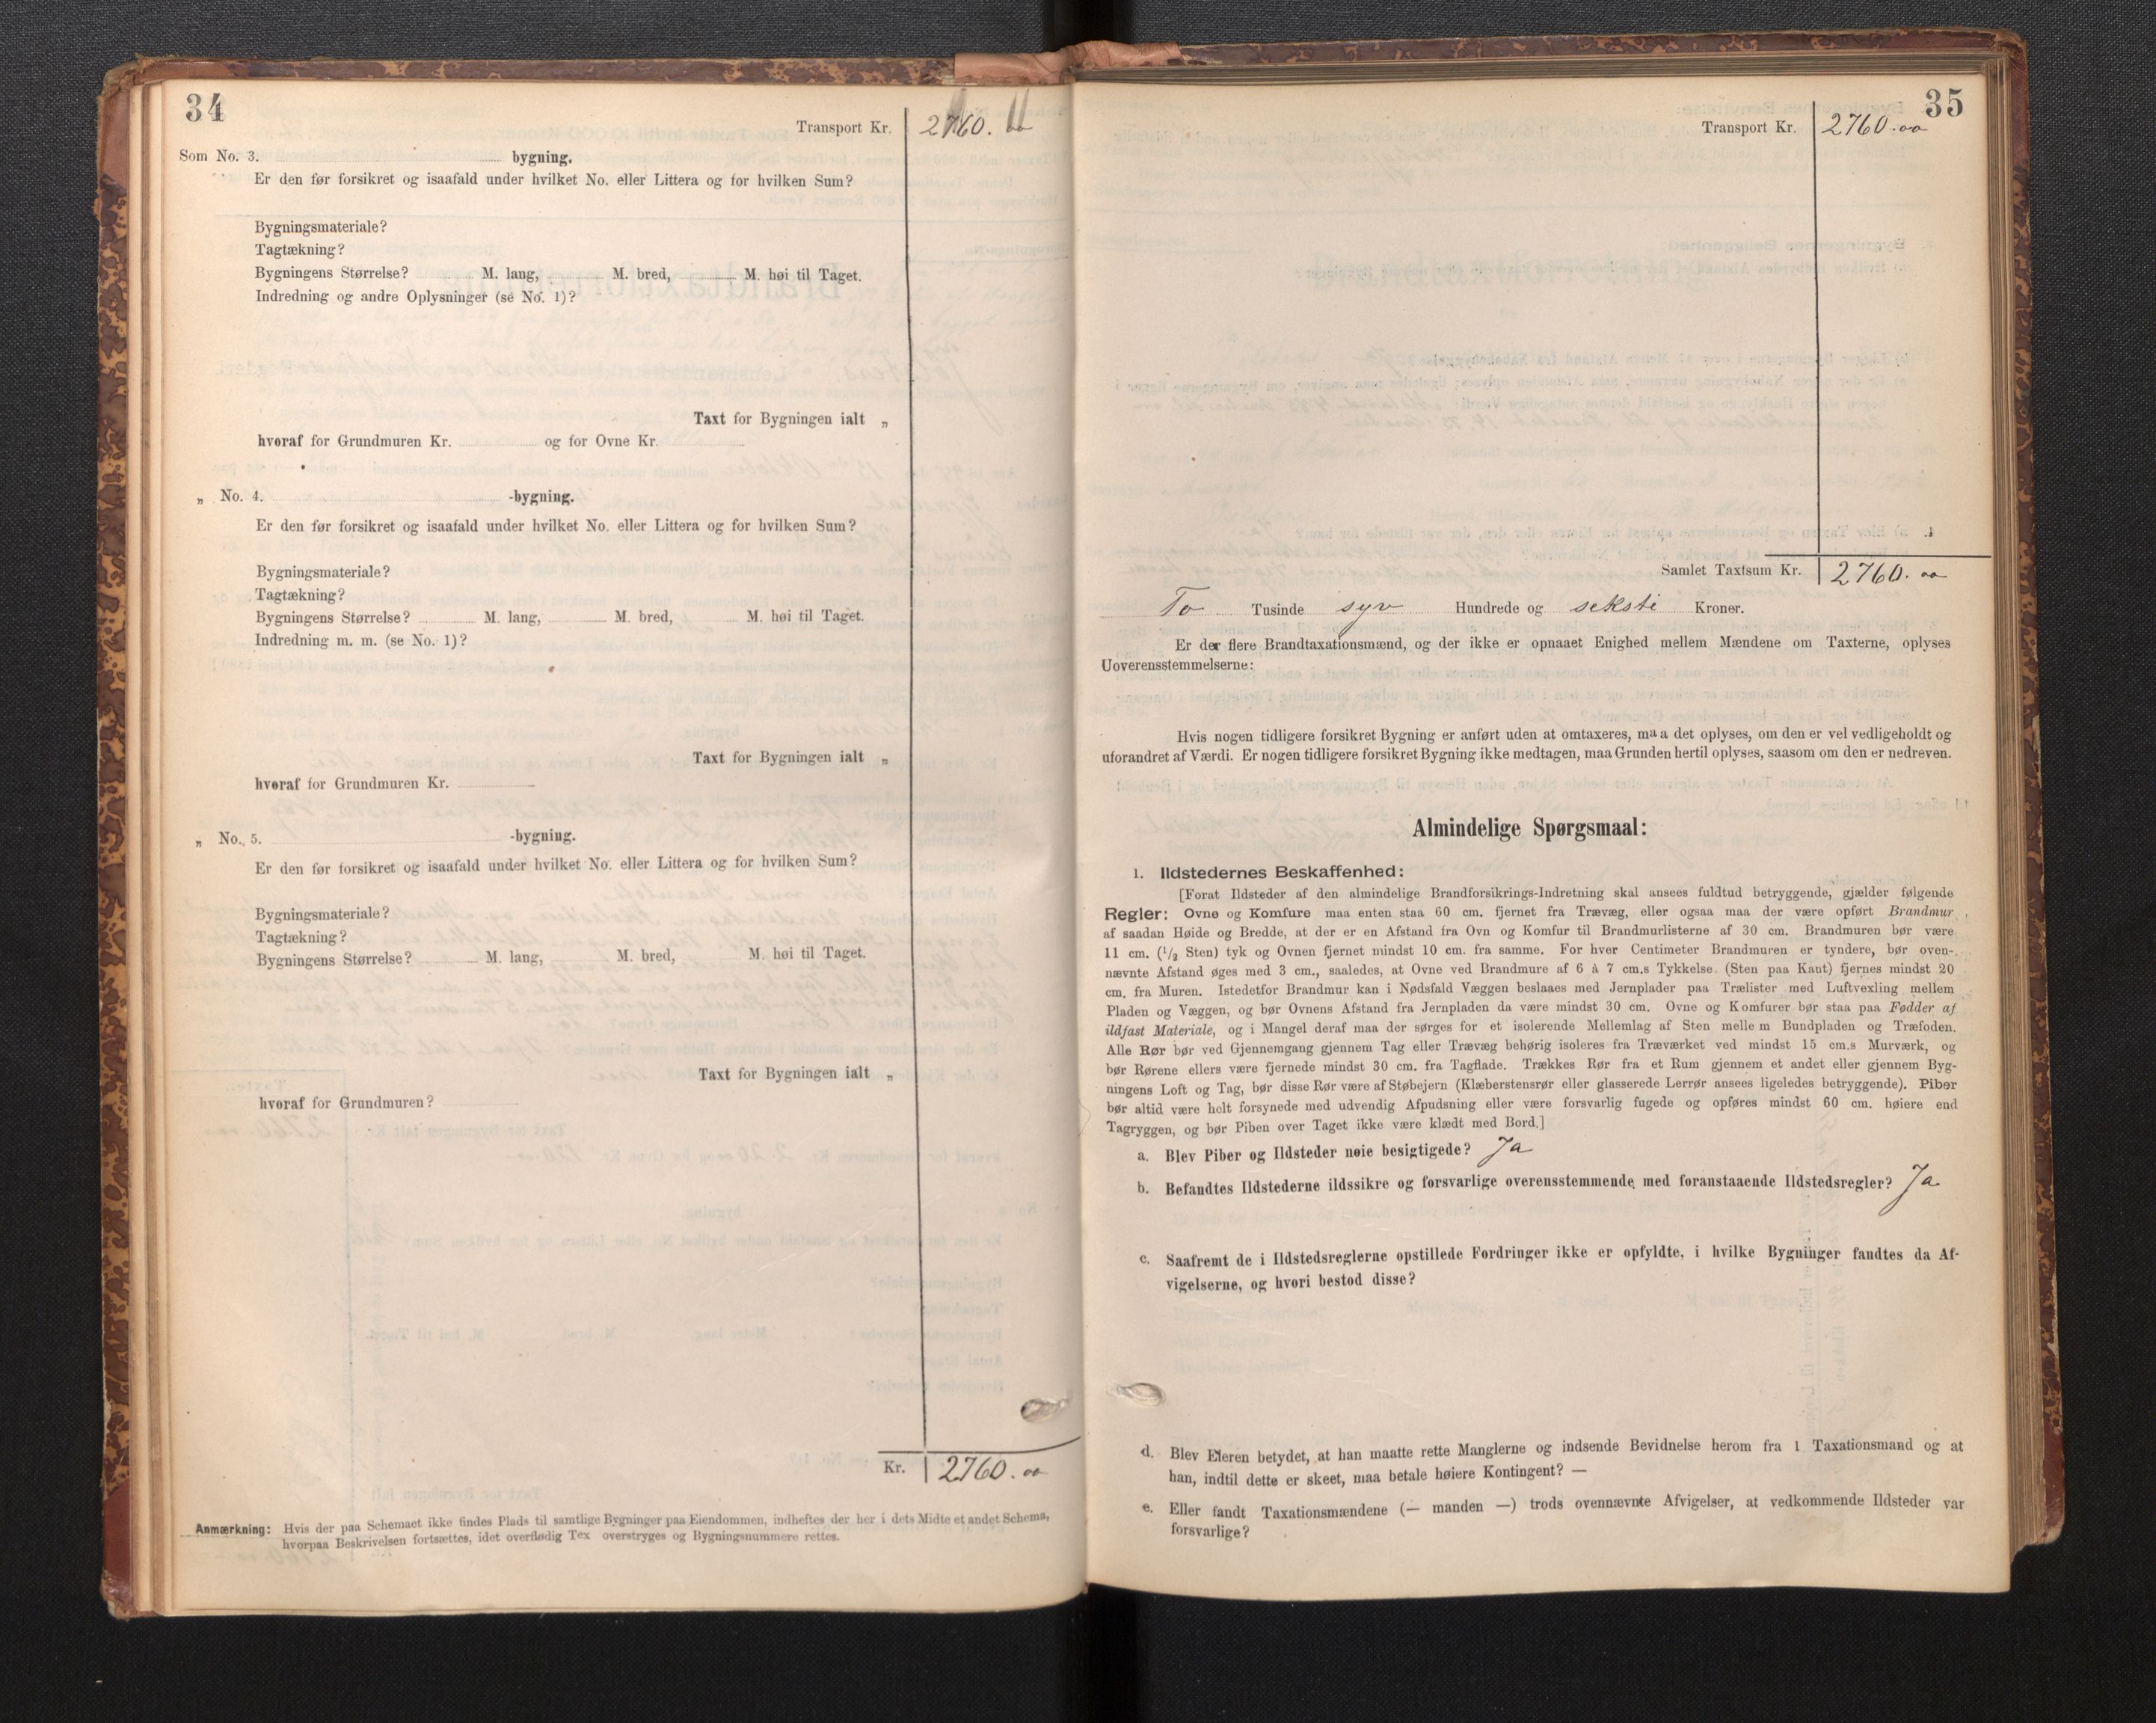 34
Transport Kr. 2760. oo
Som No. 3. bygning.
Er den før forsikret og isaafald under hvilket No. eller Littera og for hvilken Sum?
Bygningsmateriale?
Tagtækning?
Bygningens Størrelse? M. lang, M. bred, M. høi til Taget.
Indredning og andre Oplysninger (se No. 1)?
Taxt for Bygningen ialt „
hvoraf for Grundmuren Kr. og for Ovne Kr.
„ No. 4. -bygning.
Er den før forsikret og isaafald under hvilket No. eller Littera og for hvilken Sum?
Bygningsmateriale?
Tagtækning?
Bygningens Størrelse? M. lang, M. bred, M. høi til Taget.
Indredning m. m. (se No. 1)?
Taxt for Bygningen ialt „
hvoraf for Grundmuren Kr.
„ No. 5. -bygning.
Er den før forsikret og isaafald under hvilket No. eller Littera og for hvilken Sum?
Bygningsmateriale?
Tagtækning?
Bygningens Størrelse? M. lang, M. bred, M. høi til Taget.
Taxt for Bygningen ialt „
hvoraf for Grundmuren?
Kr. 2760. oo
Anmærkning: Hvis der paa Schemaet ikke findes Plads til samtlige Bygninger paa Eiendommen, indheftes der her i dets Midte et andet Schema,
hvorpaa Beskrivelsen fortsættes, idet overflødig Tex overstryges og Bygningsnummere rettes.
35
Transport Kr. 2760. oo
Samlet Taxtsum Kr. 2760. oo
To Tusinde syv Hundrede og seksti Kroner.
Er der flere Brandtaxationsmænd, og der ikke er opnaaet Enighed mellem Mændene om Taxterne, oplyses
Uoverensstemmelserne:
Hvis nogen tidligere forsikret Bygning er anført uden at omtaxeres, maa det oplyses, om den er vel vedligeholdt og
uforandret af Værdi. Er nogen tidligere forsikret Bygning ikke medtagen, maa Grunden hertil oplyses, saasom om den er nedreven.
Almindelige Spørgsmaal:
1. Ildstedernes Beskaffenhed:
[Forat Ildsteder af den almindelige Brandforsikrings-Indretning skal ansees fuldtud betryggende, gjælder følgende
Regler: Ovne og Komfure maa enten staa 60 cm. fjernet fra Trævæg, eller ogsaa maa der være opført Brandmur
af saadan Høide og Bredde, at der er en Afstand fra Ovn og Komfur til Brandmurlisterne af 30 cm. Brandmuren bør være
11 cm. (1/2 Sten) tyk og Ovnen fjernet mindst 10 cm. fra samme. For hver Centimeter Brandmuren er tyndere, bør oven-
nævnte Afstand øges med 3 cm., saaledes, at Ovne ved Brandmure af 6 à 7 cm.s Tykkelse (Sten paa Kant) fjernes mindst 20
cm. fra Muren. Istedetfor Brandmur kan i Nødsfald Væggen beslaaes med Jernplader paa Trælister med Luftvexling mellem
Pladen og Væggen, og bør Ovnens Afstand fra Jernpladen da være mindst 30 cm. Ovne og Komfurer bør staa paa Fødder af
ildfast Materiale, og i Mangel deraf maa der sørges for et isolerende Mellemlag af Sten mellem Bundpladen og Træfoden.
Alle Rør bør ved Gjennemgang gjennem Tag eller Trævæg behørig isoleres fra Træværket ved mindst 15 cm.s Murværk, og
bør Rørene ellers være fjernede mindst 30 cm. fra Tagflade. Trækkes Rør fra et Rum gjennem et andet eller gjennem Byg-
ningens Loft og Tag, bør disse Rør være af Støbejern (Klæberstensrør eller glasserede Lerrør ansees ligeledes betryggende). Piber
bør altid være helt forsynede med udvendig Afpudsning eller være forsvarlig fugede og opføres mindst 60 cm. høiere end
Tagryggen, og bør Piben over Taget ikke være klædt med Bord.]
a. Blev Piber og Ildsteder nøie besigtigede? Ja
b. Befandtes Ildstederne ildssikre og forsvarlige overensstemmende med foranstaaende Ildstedsregler? Ja
c. Saafremt de i Ildstedsreglerne opstillede Fordringer ikke er opfyldte, i hvilke Bygninger fandtes da Af-
vigelserne, og hvori bestod disse?
d. Blev Eieren betydet, at han maatte rette Manglerne og indsende Bevidnelse herom fra 1 Taxationsmand og at
han, indtil dette er skeet, maa betale høiere Kontingent? —
e. Eller fandt Taxationsmændene (— manden —) trods ovennævnte Afvigelser, at vedkommende Ildsteder var
forsvarlige?